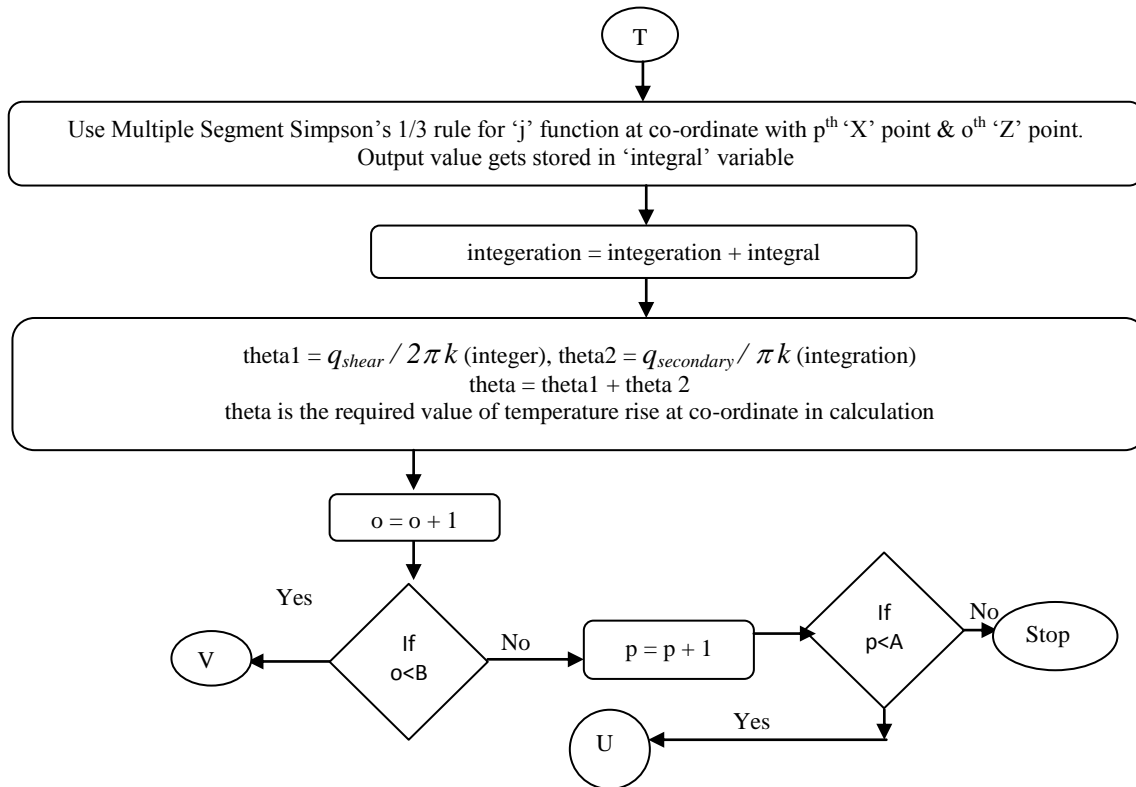 T
Use Multiple Segment Simpson’s 1/3 rule for ‘j’ function at co-ordinate with pth ‘X’ point & oth ‘Z’ point.
Output value gets stored in ‘integral’ variable
integeration = integeration + integral
theta1 = qshear / 2πk (integer), theta2 = qsecondary / πk (integration)
theta = theta1 + theta 2
theta is the required value of temperature rise at co-ordinate in calculation
o = o + 1
Yes
If
o<B
V
No
p = p + 1
If
p<A
No
Stop
Yes
U